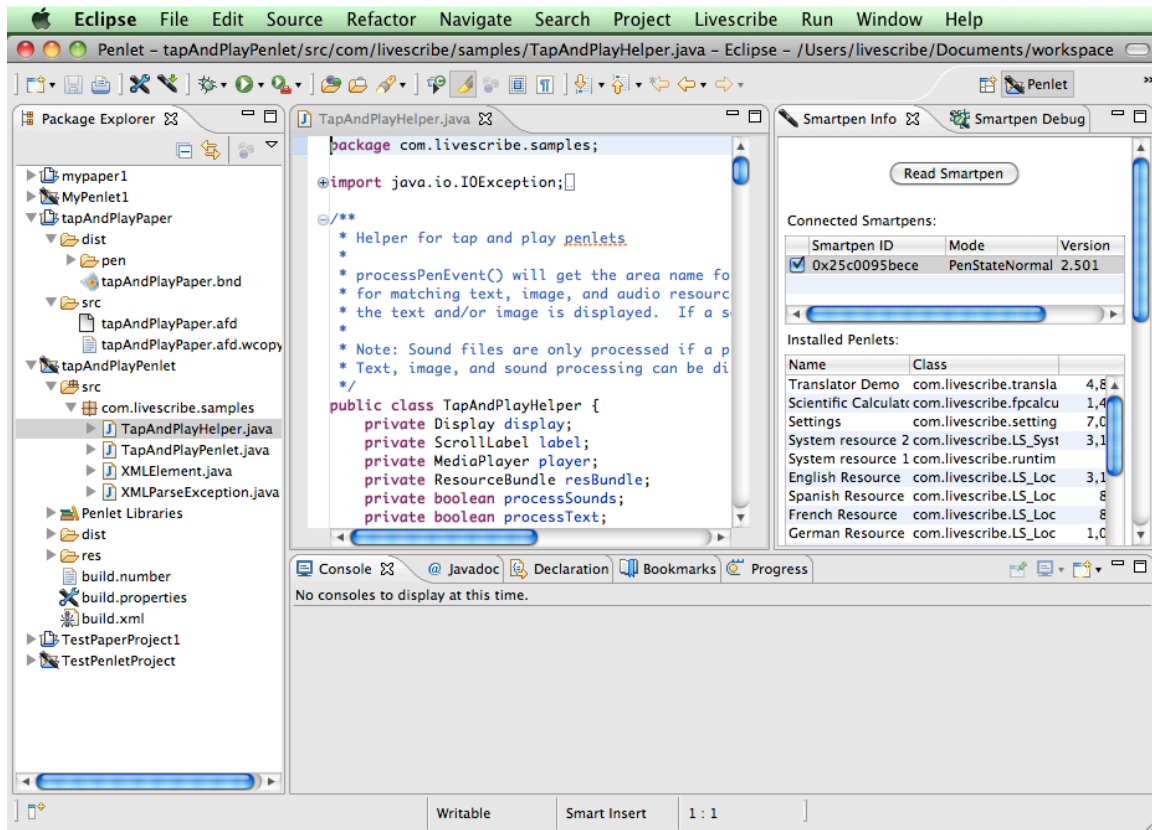 Eclipse File Edit Source Refactor Navigate Search Project Livescribe Run Window Help
Penlet – tapAndPlayPenlet/src/com/livescribe/samples/TapAndPlayHelper.java – Eclipse – /Users/livescribe/Documents/workspace
Penlet
Package Explorer
mypaper1
MyPenlet1
tapAndPlayPaper
dist
pen
tapAndPlayPaper.bnd
src
tapAndPlayPaper.afd
tapAndPlayPaper.afd.wcopy
tapAndPlayPenlet
src
com.livescribe.samples
TapAndPlayHelper.java
TapAndPlayPenlet.java
XMLElement.java
XMLParseException.java
Penlet Libraries
dist
res
build.number
build.properties
build.xml
TestPaperProject1
TestPenletProject
TapAndPlayHelper.java
package com.livescribe.samples;
import java.io.IOException;
/**
* Helper for tap and play penlets
*
* processPenEvent() will get the area name fo
* for matching text, image, and audio resourc
* the text and/or image is displayed. If a s
*
* Note: Sound files are only processed if a p
* Text, image, and sound processing can be di
*/
public class TapAndPlayHelper {
private Display display;
private ScrollLabel label;
private MediaPlayer player;
private ResourceBundle resBundle;
private boolean processSounds;
private boolean processText;
Smartpen Info Smartpen Debug
Read Smartpen
Connected Smartpens:
Smartpen ID Mode Version
0x25c0095bece PenStateNormal 2.501
Installed Penlets:
Name Class
Translator Demo com.livescribe.transla 4,8
Scientific Calculatc com.livescribe.fpcalcu 1,4
Settings com.livescribe.setting 7,0
System resource 2 com.livescribe.LS_Syst 3,1
System resource 1 com.livescribe.runtim
English Resource com.livescribe.LS_Loc 3,1
Spanish Resource com.livescribe.LS_Loc 8
French Resource com.livescribe.LS_Loc 8
German Resource com.livescribe.LS_Loc 1,0
Console @ Javadoc Declaration Bookmarks Progress
No consoles to display at this time.
Writable Smart Insert 1 : 1